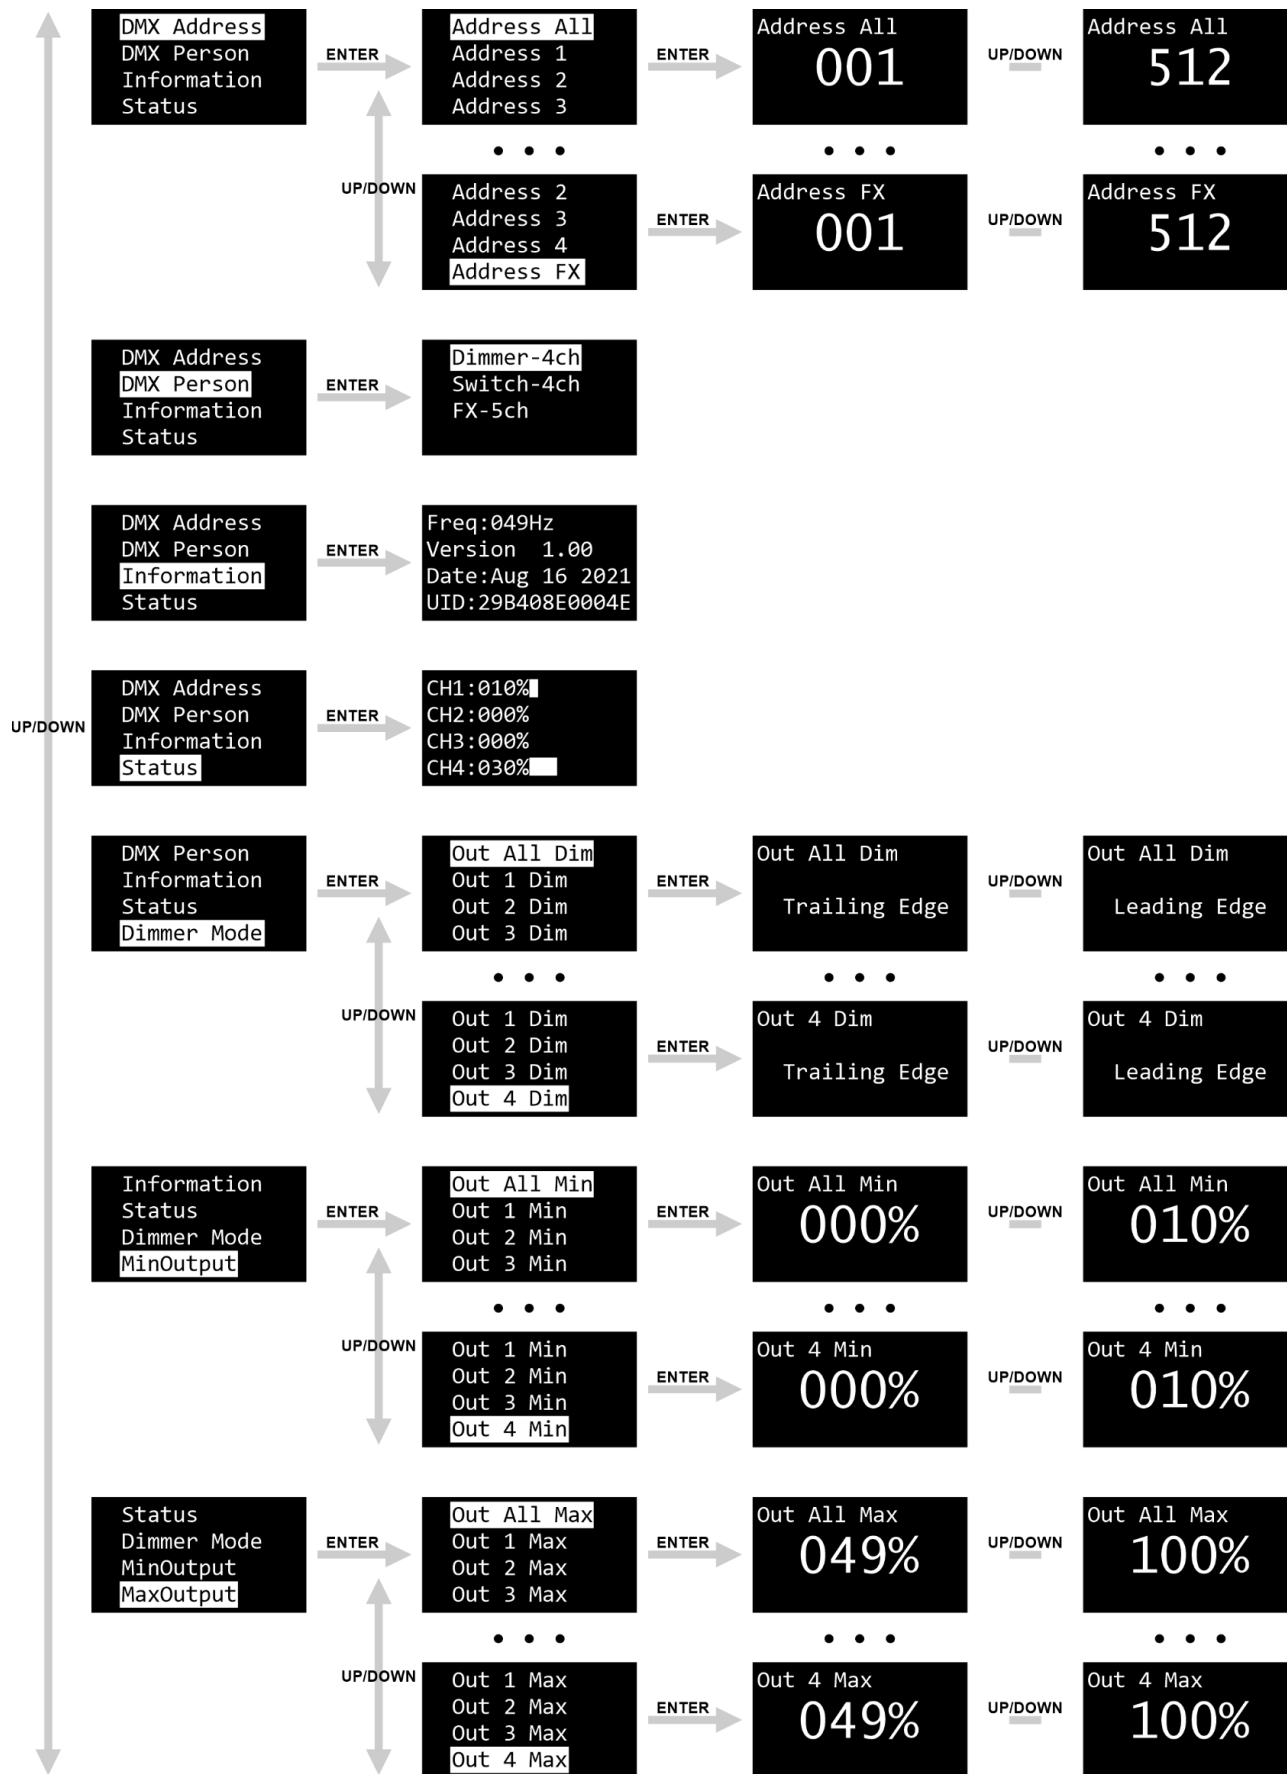 DMX Address
DMX Person
Information
Status
ENTER
Address All
Address 1
Address 2
Address 3
ENTER
Address All
001
UP/DOWN
Address All
512
UP/DOWN
Address 2
Address 3
Address 4
Address FX
ENTER
Address FX
001
UP/DOWN
Address FX
512
DMX Address
DMX Person
Information
Status
ENTER
Dimmer-4ch
Switch-4ch
FX-5ch
DMX Address
DMX Person
Information
Status
ENTER
Freq:049Hz
Version 1.00
Date:Aug 16 2021
UID:29B408E0004E
UP/DOWN
DMX Address
DMX Person
Information
Status
ENTER
CH1:010%
CH2:000%
CH3:000%
CH4:030%
DMX Person
Information
Status
Dimmer Mode
ENTER
Out All Dim
Out 1 Dim
Out 2 Dim
Out 3 Dim
ENTER
Out All Dim
Trailing Edge
UP/DOWN
Out All Dim
Leading Edge
UP/DOWN
Out 1 Dim
Out 2 Dim
Out 3 Dim
Out 4 Dim
ENTER
Out 4 Dim
Trailing Edge
UP/DOWN
Out 4 Dim
Leading Edge
Information
Status
Dimmer Mode
MinOutput
ENTER
Out All Min
Out 1 Min
Out 2 Min
Out 3 Min
ENTER
Out All Min
000%
UP/DOWN
Out All Min
010%
UP/DOWN
Out 1 Min
Out 2 Min
Out 3 Min
Out 4 Min
ENTER
Out 4 Min
000%
UP/DOWN
Out 4 Min
010%
Status
Dimmer Mode
MinOutput
MaxOutput
ENTER
Out All Max
Out 1 Max
Out 2 Max
Out 3 Max
ENTER
Out All Max
049%
UP/DOWN
Out All Max
100%
UP/DOWN
Out 1 Max
Out 2 Max
Out 3 Max
Out 4 Max
ENTER
Out 4 Max
049%
UP/DOWN
Out 4 Max
100%